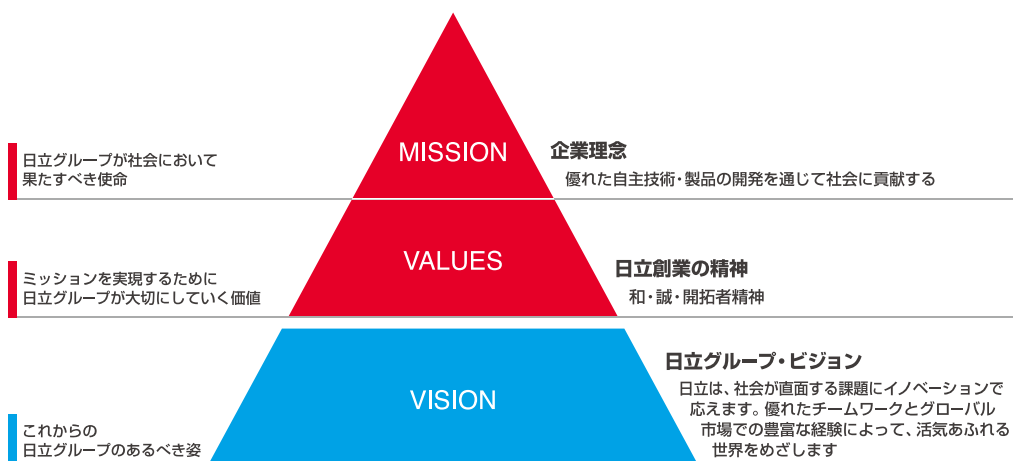 MISSION
企業理念
日立グループが社会において
果たすべき使命
優れた自主技術・製品の開発を通じて社会に貢献する
VALUES
日立創業の精神
ミッションを実現するために
日立グループが大切にしていく価値
和・誠・開拓者精神
VISION
日立グループ・ビジョン
日立は、社会が直面する課題にイノベーションで
応えます。優れたチームワークとグローバル
市場での豊富な経験によって、活気あふれる
世界をめざします
これからの
日立グループのあるべき姿